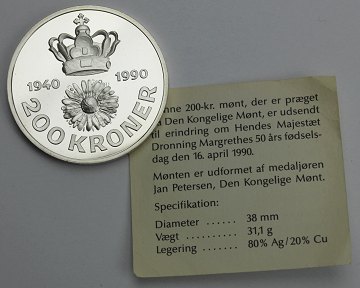 1940 1990
200 KRONER
nne 200-kr. mønt, der er præget
Den Kongelige Mønt, er udsendt
til erindring om Hendes Majestæt
Dronning Margrethes 50 års fødsels-
dag den 16. april 1990.
Mønten er udformet af medaljøren
Jan Petersen, Den Kongelige Mønt.
Specifikation:
Diameter ...... 38 mm
Vægt .......... 31,1 g
Legering ....... 80% Ag/20% Cu